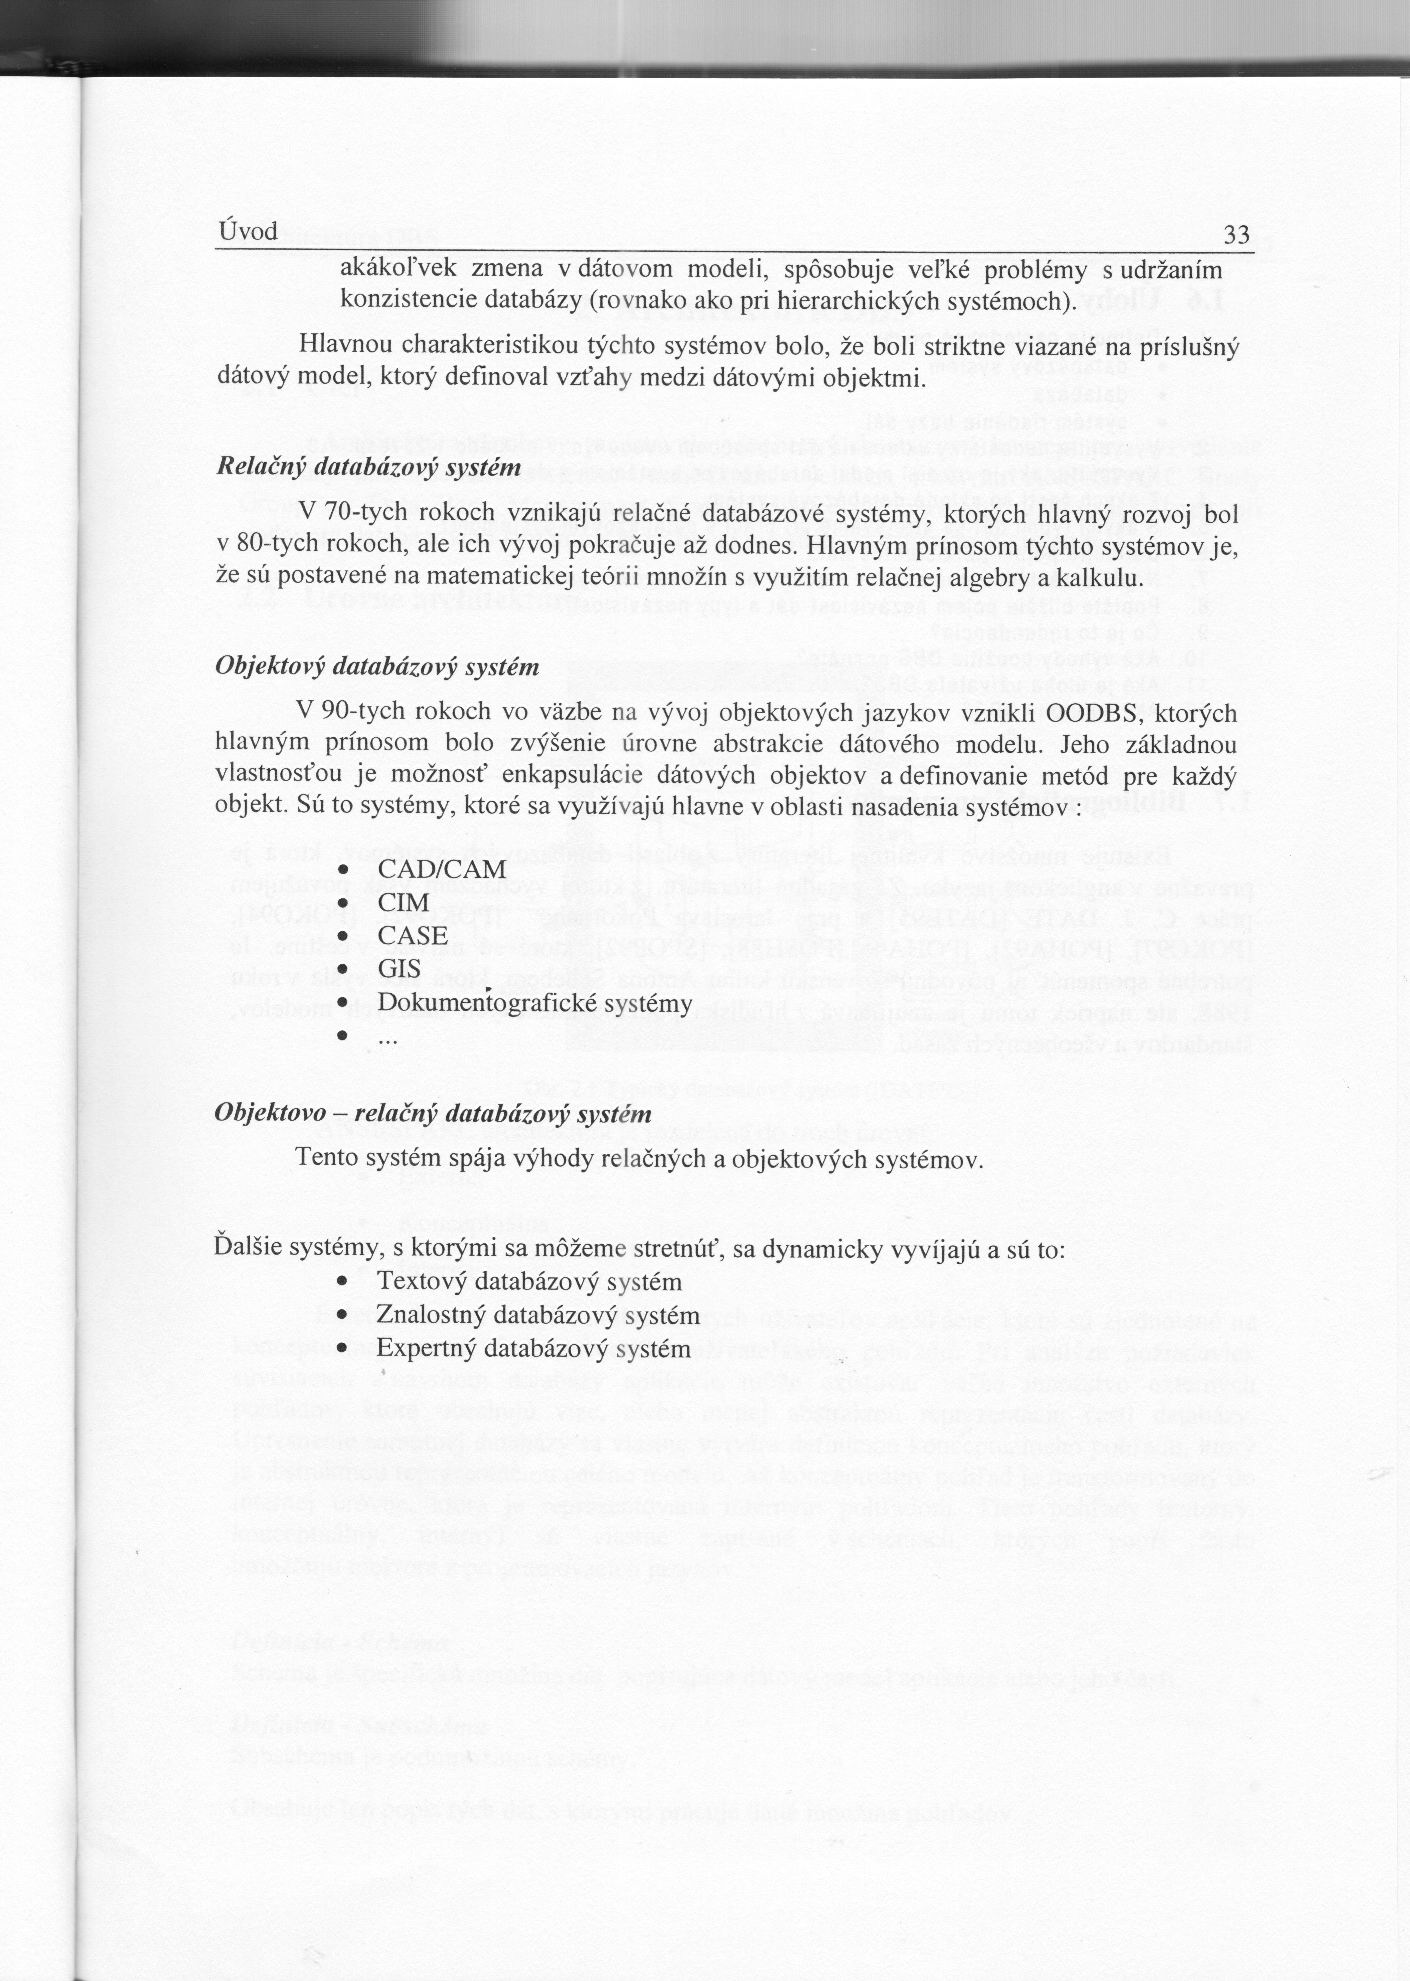 Úvod 33
akákoľvek zmena v dátovom modeli, spôsobuje veľké problémy s udržaním
konzistencie databázy (rovnako ako pri hierarchických systémoch).
Hlavnou charakteristikou týchto systémov bolo, že boli striktne viazané na príslušný
dátový model, ktorý definoval vzťahy medzi dátovými objektmi.
Relačný databázový systém
V 70-tych rokoch vznikajú relačné databázové systémy, ktorých hlavný rozvoj bol
v 80-tych rokoch, ale ich vývoj pokračuje až dodnes. Hlavným prínosom týchto systémov je,
že sú postavené na matematickej teórii množín s využitím relačnej algebry a kalkulu.
Objektový databázový systém
V 90-tych rokoch vo väzbe na vývoj objektových jazykov vznikli OODBS, ktorých
hlavným prínosom bolo zvýšenie úrovne abstrakcie dátového modelu. Jeho základnou
vlastnosťou je možnosť enkapsulácie dátových objektov a definovanie metód pre každý
objekt. Sú to systémy, ktoré sa využívajú hlavne v oblasti nasadenia systémov :
• CAD/CAM
• CIM
• CASE
• GIS
• Dokumentografické systémy
• ...
Objektovo – relačný databázový systém
Tento systém spája výhody relačných a objektových systémov.
Ďalšie systémy, s ktorými sa môžeme stretnúť, sa dynamicky vyvíjajú a sú to:
• Textový databázový systém
• Znalostný databázový systém
• Expertný databázový systém